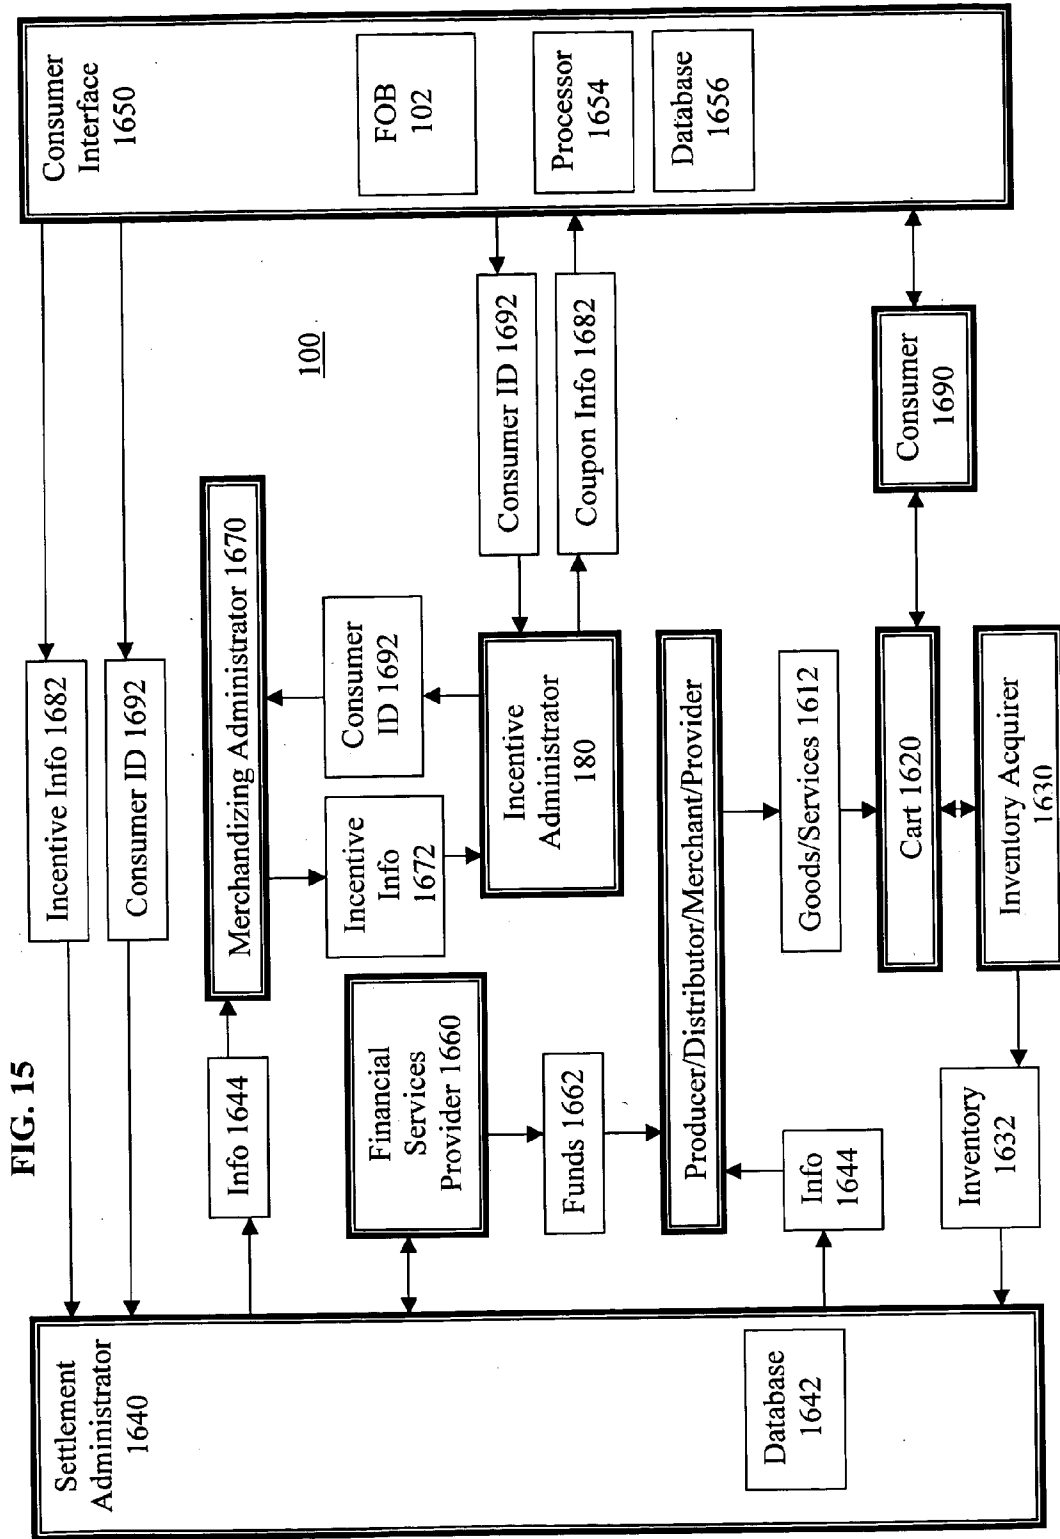 FIG. 15
Settlement
Administrator
1640
Database
1642
Incentive Info 1682
Consumer ID 1692
Info 1644
Merchandizing Administrator 1670
Financial
Services
Provider 1660
Funds 1662
Incentive
Info
1672
Consumer
ID 1692
Incentive
Administrator
180
Consumer ID 1692
Coupon Info 1682
100
Producer/Distributor/Merchant/Provider
Info
1644
Goods/Services 1612
Cart 1620
Inventory Acquirer
1630
Inventory
1632
Consumer
1690
Consumer
Interface
1650
FOB
102
Processor
1654
Database
1656